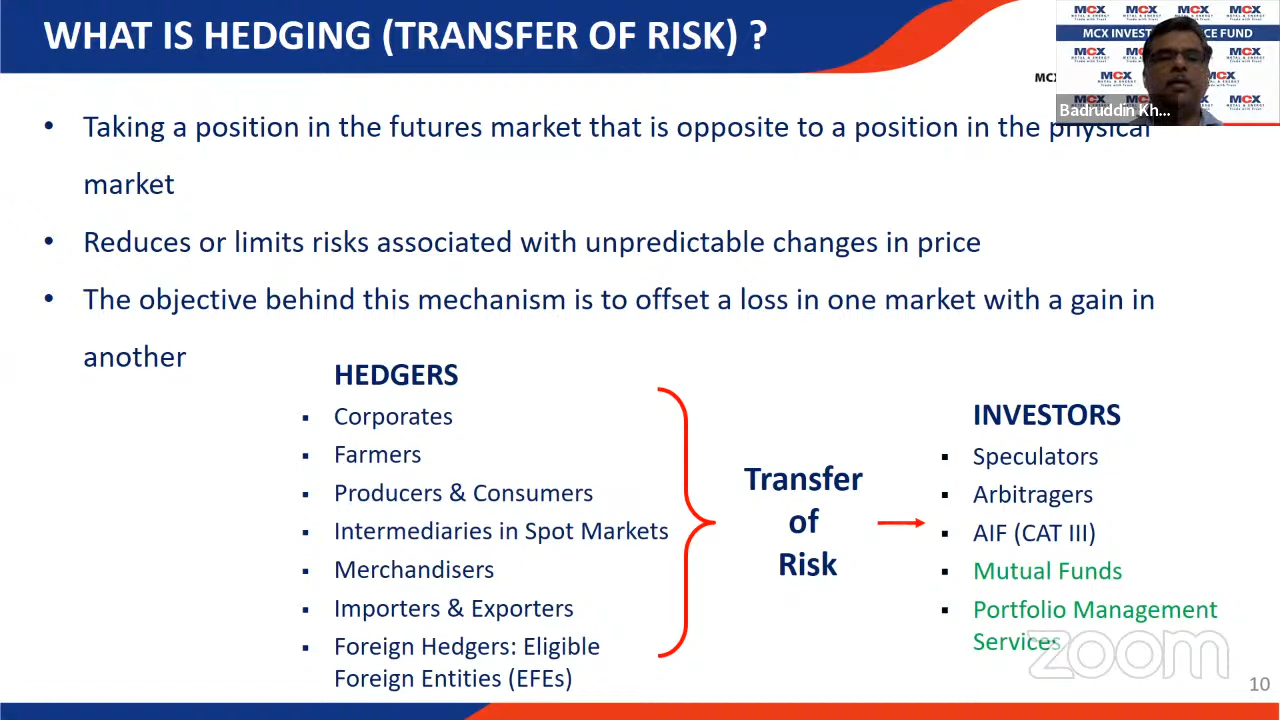 WHAT IS HEDGING (TRANSFER OF RISK) ?
MCX
MCX INVEST CE FUND
MCX
Badruddin Kh...
• Taking a position in the futures market that is opposite to a position in the physical
market
• Reduces or limits risks associated with unpredictable changes in price
• The objective behind this mechanism is to offset a loss in one market with a gain in
another
HEDGERS
▪ Corporates
▪ Farmers
▪ Producers & Consumers
▪ Intermediaries in Spot Markets
▪ Merchandisers
▪ Importers & Exporters
▪ Foreign Hedgers: Eligible
Foreign Entities (EFEs)
Transfer
of
Risk
INVESTORS
▪ Speculators
▪ Arbitragers
▪ AIF (CAT III)
▪ Mutual Funds
▪ Portfolio Management
Services
zoom
10